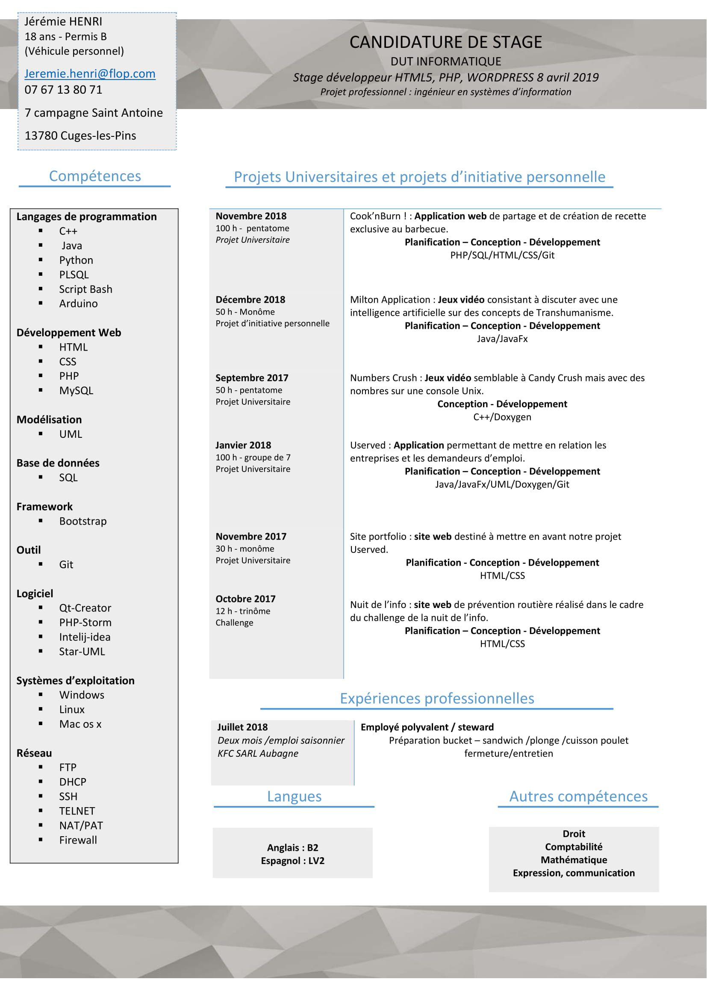 Jérémie HENRI
18 ans - Permis B
(Véhicule personnel)
Jeremie.henri@flop.com
07 67 13 80 71
7 campagne Saint Antoine
13780 Cuges-les-Pins
CANDIDATURE DE STAGE
DUT INFORMATIQUE
Stage développeur HTML5, PHP, WORDPRESS 8 avril 2019
Projet professionnel : ingénieur en systèmes d’information
Compétences
Langages de programmation
▪ C++
▪ Java
▪ Python
▪ PLSQL
▪ Script Bash
▪ Arduino
Développement Web
▪ HTML
▪ CSS
▪ PHP
▪ MySQL
Modélisation
▪ UML
Base de données
▪ SQL
Framework
▪ Bootstrap
Outil
▪ Git
Logiciel
▪ Qt-Creator
▪ PHP-Storm
▪ Intelij-idea
▪ Star-UML
Systèmes d’exploitation
▪ Windows
▪ Linux
▪ Mac os x
Réseau
▪ FTP
▪ DHCP
▪ SSH
▪ TELNET
▪ NAT/PAT
▪ Firewall
Projets Universitaires et projets d’initiative personnelle
Novembre 2018
100 h - pentatome
Projet Universitaire
Cook’nBurn ! : Application web de partage et de création de recette
exclusive au barbecue.
Planification – Conception - Développement
PHP/SQL/HTML/CSS/Git
Décembre 2018
50 h - Monôme
Projet d’initiative personnelle
Milton Application : Jeux vidéo consistant à discuter avec une
intelligence artificielle sur des concepts de Transhumanisme.
Planification – Conception - Développement
Java/JavaFx
Septembre 2017
50 h - pentatome
Projet Universitaire
Numbers Crush : Jeux vidéo semblable à Candy Crush mais avec des
nombres sur une console Unix.
Conception - Développement
C++/Doxygen
Janvier 2018
100 h - groupe de 7
Projet Universitaire
Userved : Application permettant de mettre en relation les
entreprises et les demandeurs d’emploi.
Planification – Conception - Développement
Java/JavaFx/UML/Doxygen/Git
Novembre 2017
30 h - monôme
Projet Universitaire
Site portfolio : site web destiné à mettre en avant notre projet
Userved.
Planification - Conception - Développement
HTML/CSS
Octobre 2017
12 h - trinôme
Challenge
Nuit de l’info : site web de prévention routière réalisé dans le cadre
du challenge de la nuit de l’info.
Planification – Conception - Développement
HTML/CSS
Expériences professionnelles
Juillet 2018
Deux mois /emploi saisonnier
KFC SARL Aubagne
Employé polyvalent / steward
Préparation bucket – sandwich /plonge /cuisson poulet
fermeture/entretien
Langues
Anglais : B2
Espagnol : LV2
Autres compétences
Droit
Comptabilité
Mathématique
Expression, communication